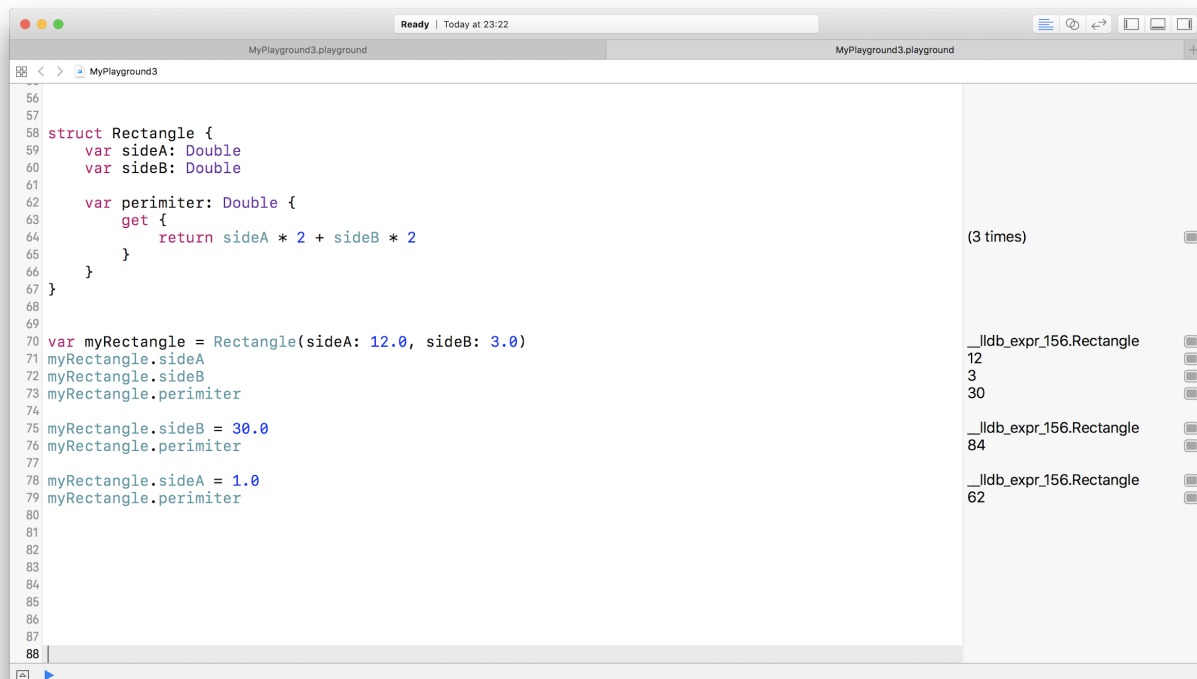 Ready | Today at 23:22
MyPlayground3.playground
MyPlayground3.playground
MyPlayground3
56
57
58 struct Rectangle {
59     var sideA: Double
60     var sideB: Double
61
62     var perimiter: Double {
63         get {
64             return sideA * 2 + sideB * 2
(3 times)
65         }
66     }
67 }
68
69
70 var myRectangle = Rectangle(sideA: 12.0, sideB: 3.0)
__lldb_expr_156.Rectangle
71 myRectangle.sideA
12
72 myRectangle.sideB
3
73 myRectangle.perimiter
30
74
75 myRectangle.sideB = 30.0
__lldb_expr_156.Rectangle
76 myRectangle.perimiter
84
77
78 myRectangle.sideA = 1.0
__lldb_expr_156.Rectangle
79 myRectangle.perimiter
62
80
81
82
83
84
85
86
87
88